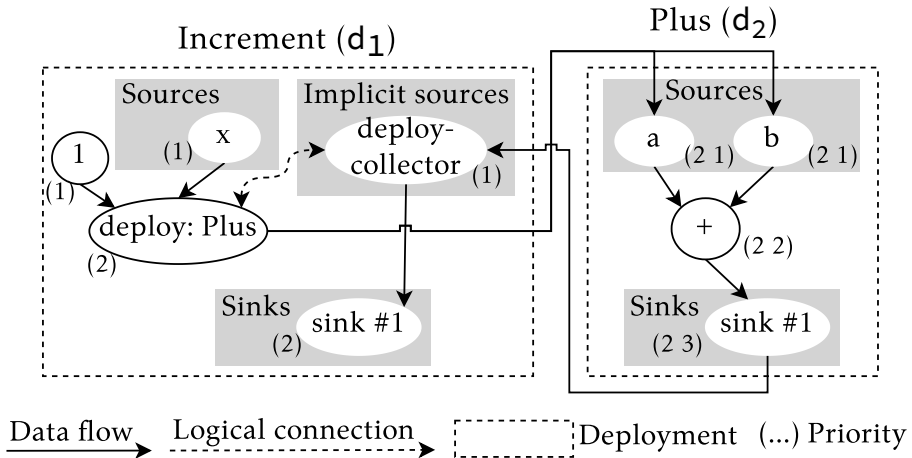 Increment (d1)
Plus (d2)
Sources
Implicit sources
Sources
1
x
deploy-
collector
a
b
(1)
(1)
(1)
(2 1)
(2 1)
deploy: Plus
+
(2)
(2 2)
Sinks
sink #1
Sinks
sink #1
(2)
(2 3)
Data flow
Logical connection
Deployment
(...) Priority